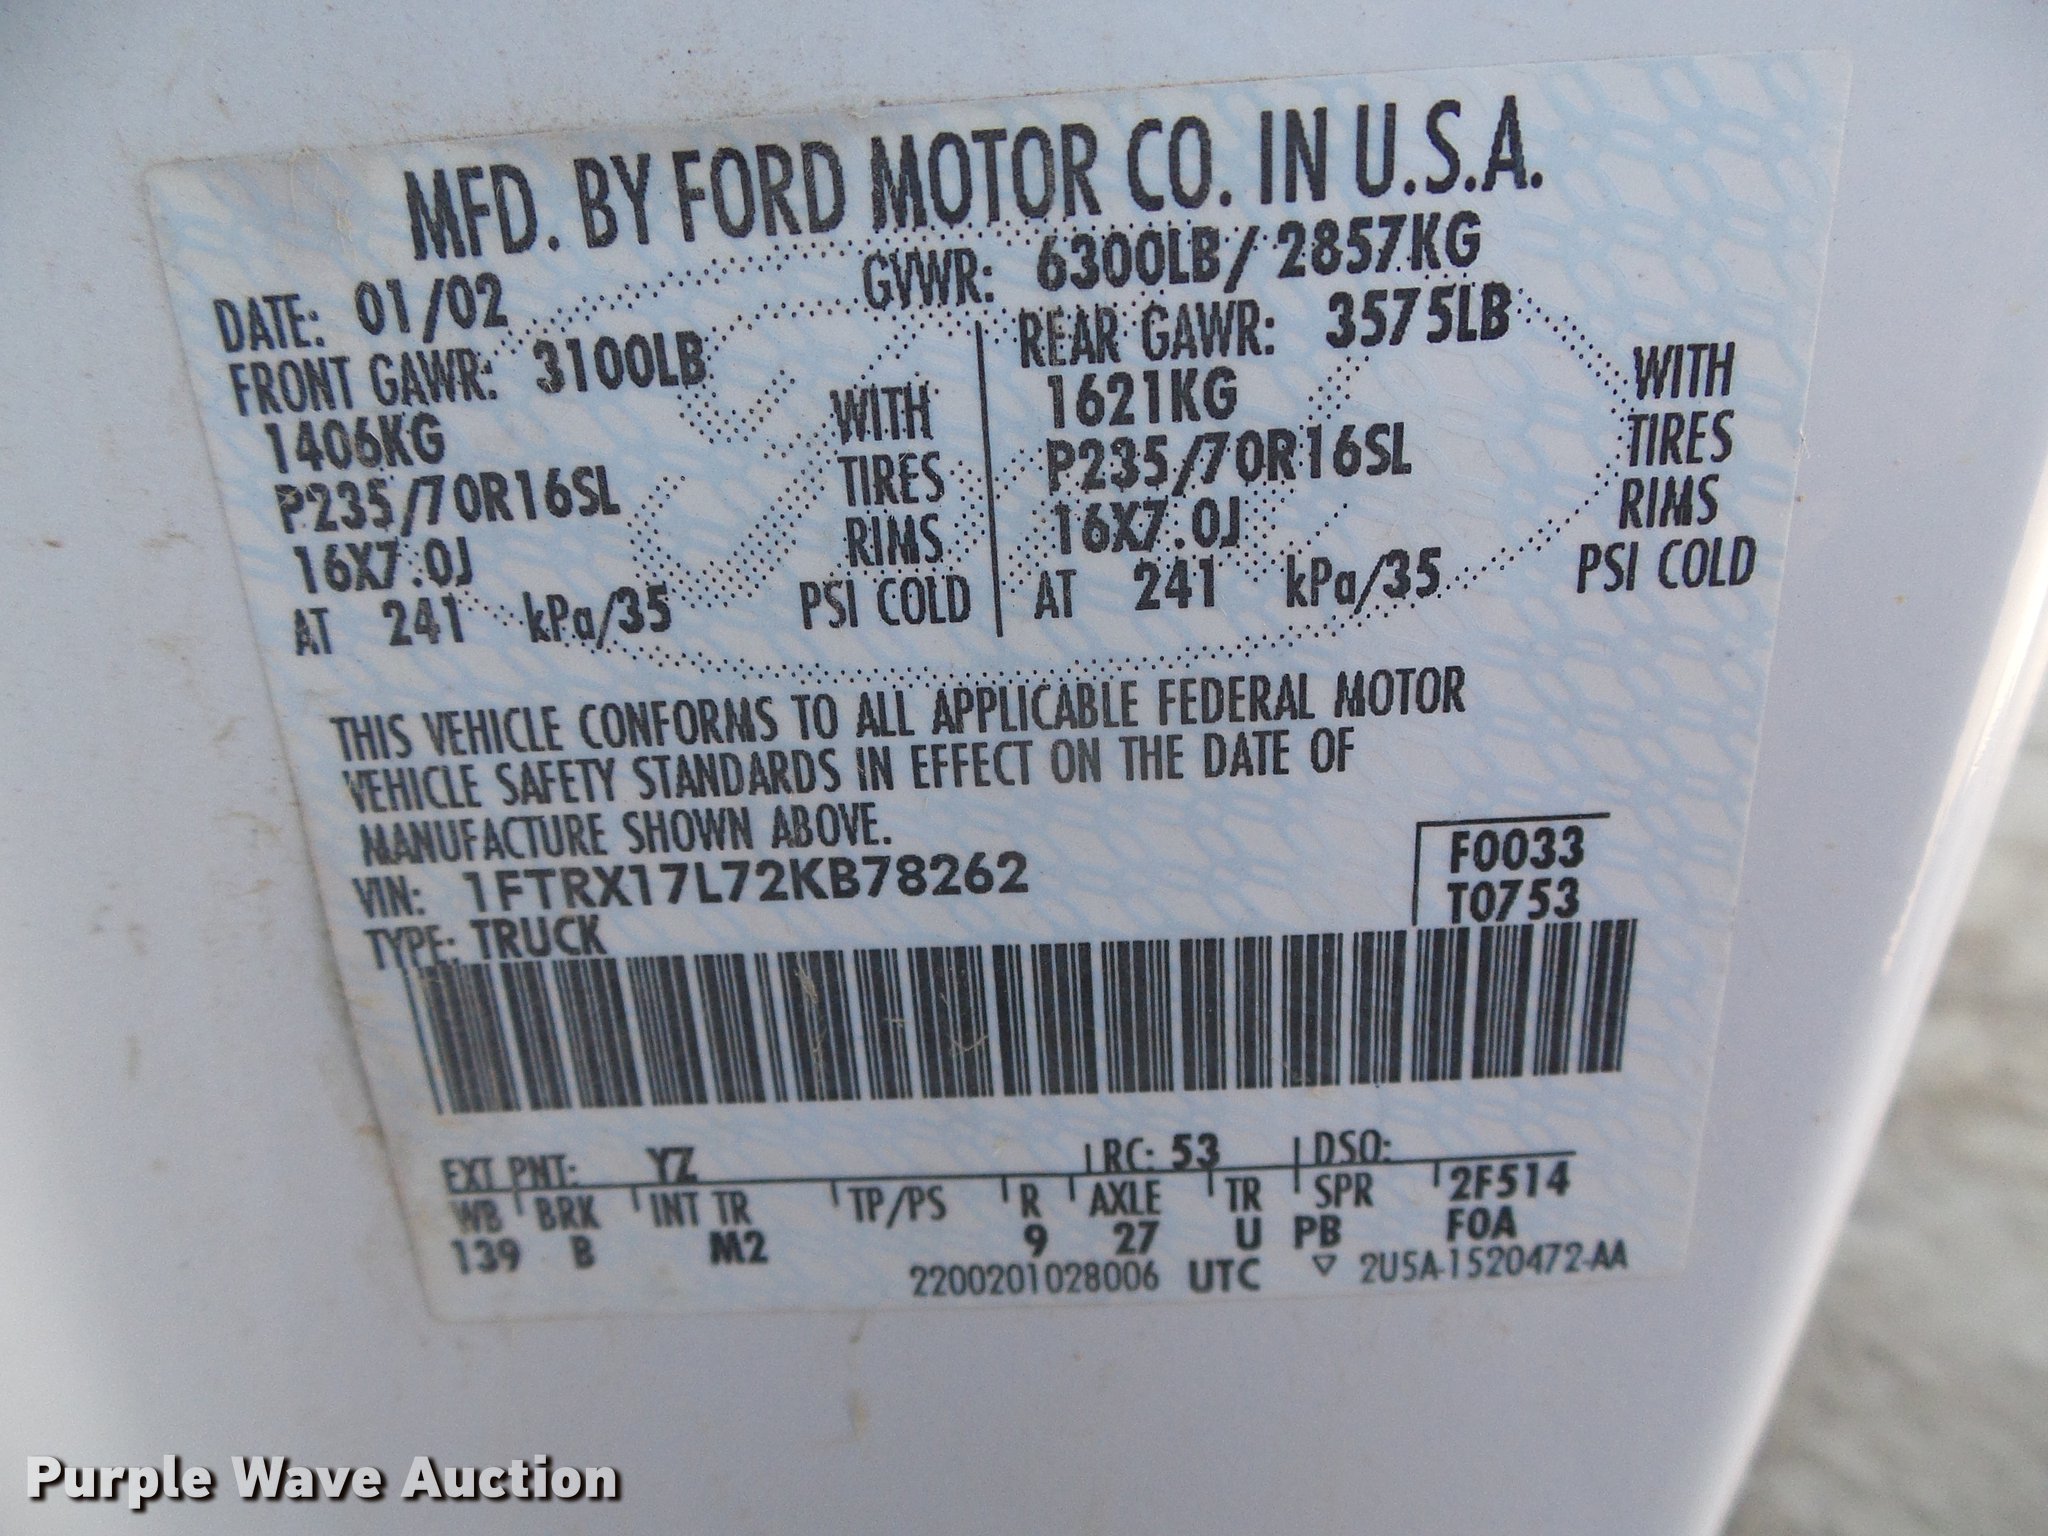 MFD. BY FORD MOTOR CO. IN U.S.A.
DATE: 01/02 GVWR: 6300LB/2857KG
FRONT GAWR: 3100LB REAR GAWR: 3575LB
1406KG WITH 1621KG WITH
P235/70R16SL TIRES P235/70R16SL TIRES
16X7.0J RIMS 16X7.0J RIMS
AT 241 kPa/35 PSI COLD AT 241 kPa/35 PSI COLD
THIS VEHICLE CONFORMS TO ALL APPLICABLE FEDERAL MOTOR
VEHICLE SAFETY STANDARDS IN EFFECT ON THE DATE OF
MANUFACTURE SHOWN ABOVE.
F0033
VIN: 1FTRX17L72KB78262 T0753
TYPE: TRUCK
EXT PNT: YZ RC: 53 DSO:
WB BRK INT TR TP/PS R AXLE TR SPR 2F514
139 B M2 9 27 U PB F0A
2200201028006 UTC ▽ 2U5A-1520472-AA
Purple Wave Auction